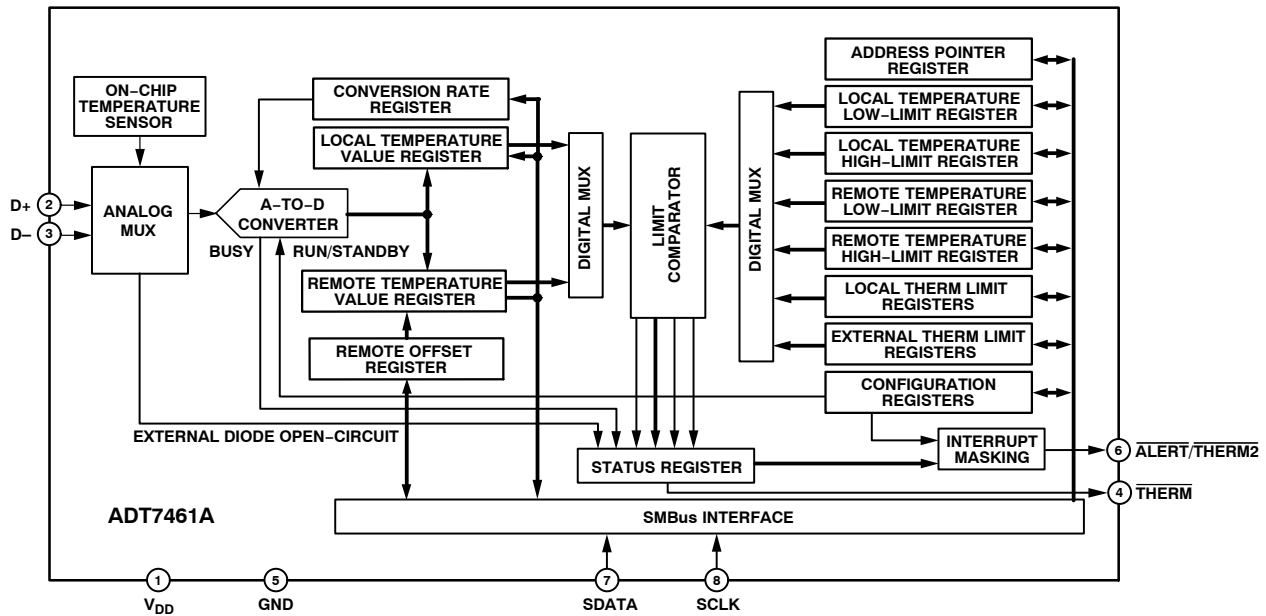 ADDRESS POINTER
REGISTER
ON–CHIP
TEMPERATURE
SENSOR
CONVERSION RATE
REGISTER
LOCAL TEMPERATURE
LOW–LIMIT REGISTER
LOCAL TEMPERATURE
VALUE REGISTER
LOCAL TEMPERATURE
HIGH–LIMIT REGISTER
D+
2
D–
3
ANALOG
MUX
A–TO–D
CONVERTER
BUSY
RUN/STANDBY
DIGITAL MUX
LIMIT
COMPARATOR
DIGITAL MUX
REMOTE TEMPERATURE
LOW–LIMIT REGISTER
REMOTE TEMPERATURE
HIGH–LIMIT REGISTER
REMOTE TEMPERATURE
VALUE REGISTER
LOCAL THERM LIMIT
REGISTERS
REMOTE OFFSET
REGISTER
EXTERNAL THERM LIMIT
REGISTERS
CONFIGURATION
REGISTERS
EXTERNAL DIODE OPEN–CIRCUIT
STATUS REGISTER
INTERRUPT
MASKING
6
ALERT/THERM2
4
THERM
ADT7461A
SMBus INTERFACE
1
5
7
8
VDD
GND
SDATA
SCLK